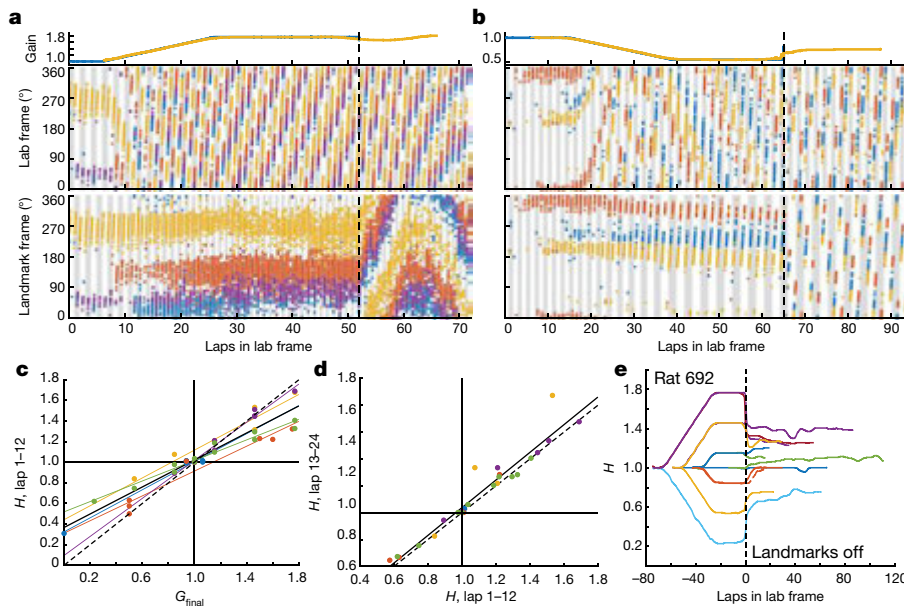 a
b
Gain
1.8
1.0
1.0
0.5
Lab frame (°)
360
270
180
90
0
Landmark frame (°)
360
270
180
90
0
0 10 20 30 40 50 60 70
0 10 20 30 40 50 60 70 80 90
Laps in lab frame
Laps in lab frame
c
d
e
H, lap 1–12
1.8
1.6
1.4
1.2
1.0
0.8
0.6
0.4
0.2
0
0.2 0.6 1.0 1.4 1.8
G final
H, lap 13–24
1.8
1.6
1.4
1.2
1.0
0.8
0.6
0.4 0.6 0.8 1.0 1.2 1.4 1.6 1.8
H, lap 1–12
Rat 692
H
1.8
1.4
1
0.6
0.2
Landmarks off
–80 –40 0 40 80 120
Laps in lab frame